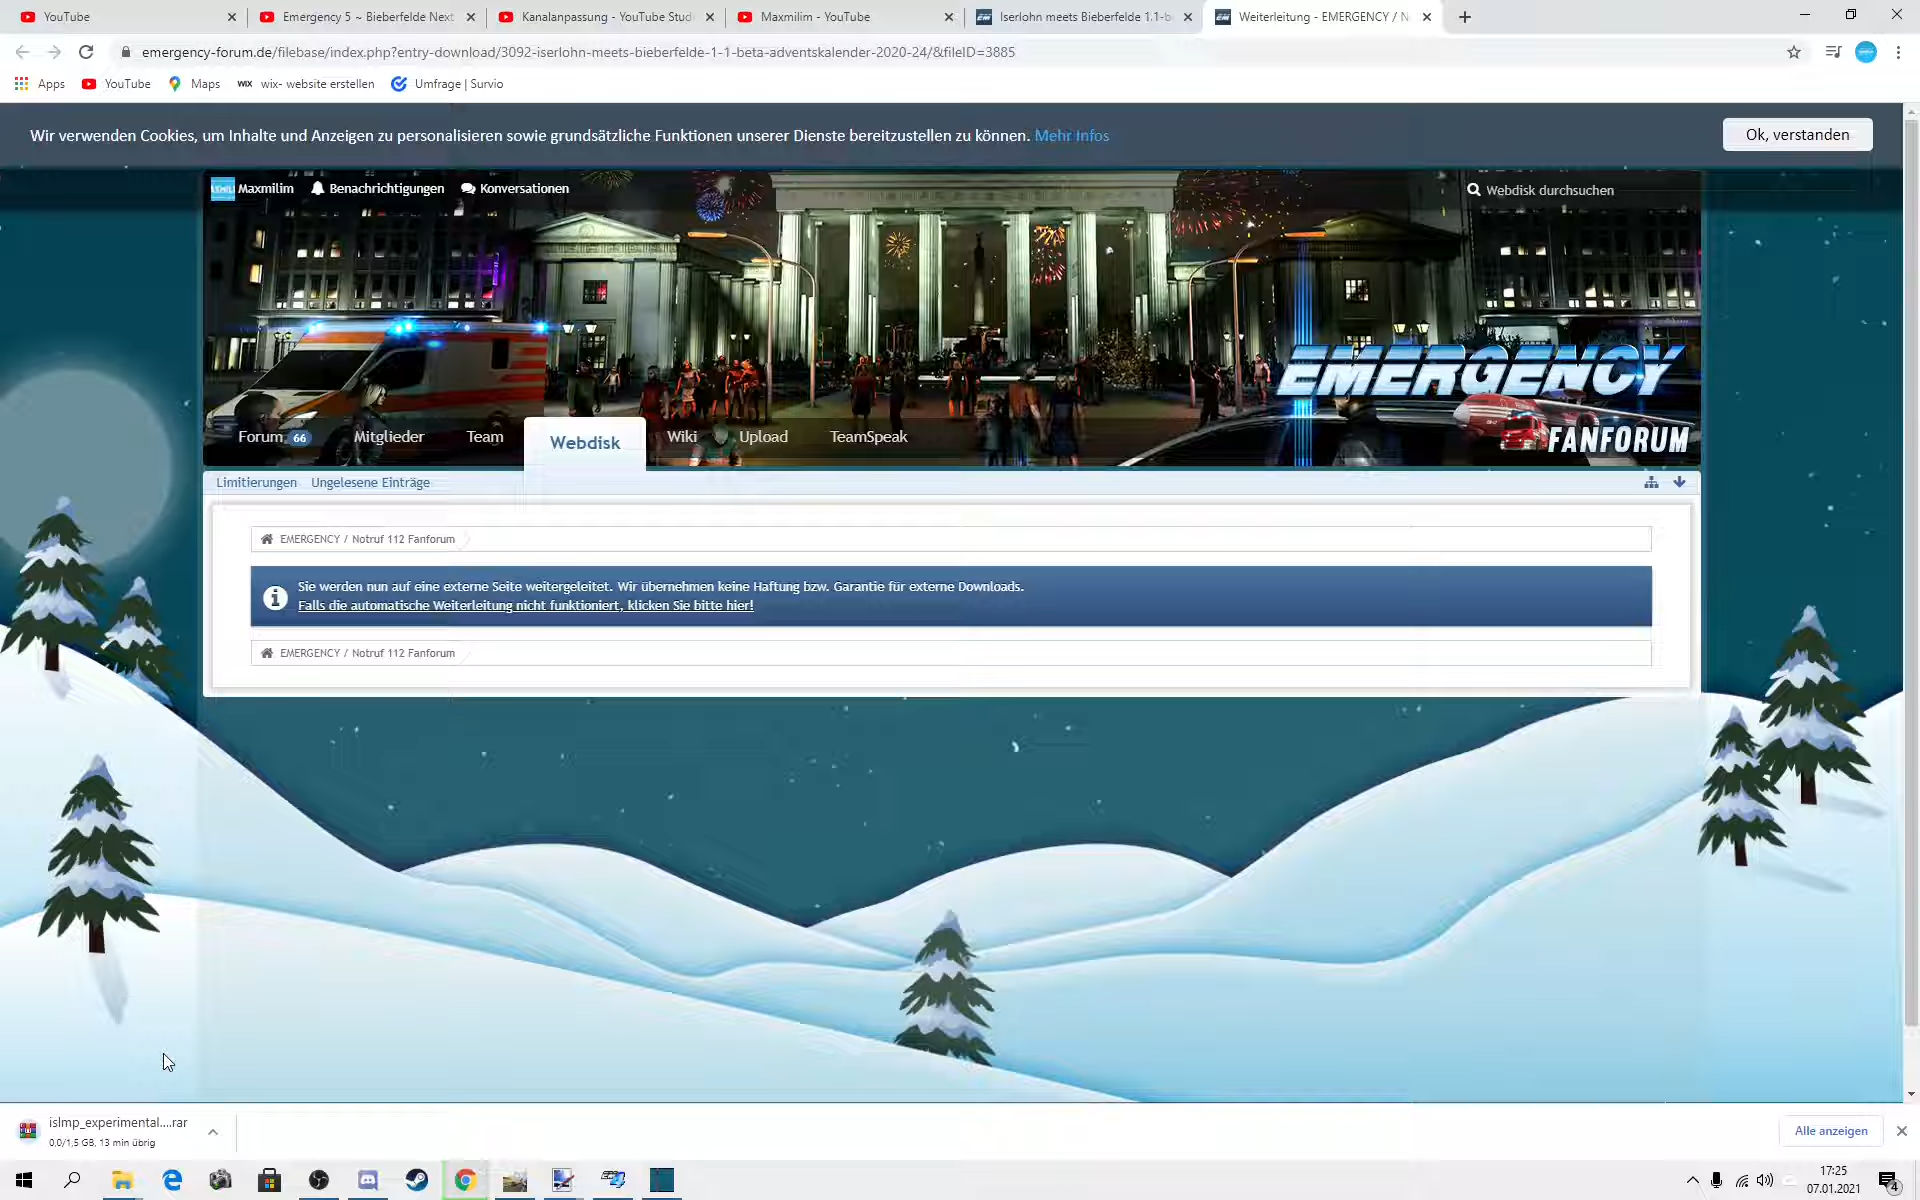 YouTube
Emergency 5 ~ Bieberfelde Next
Kanalanpassung - YouTube Stud
Maxmilim - YouTube
Iserlohn meets Bieberfelde 1.1-b
Weiterleitung - EMERGENCY / N
emergency-forum.de/filebase/index.php?entry-download/3092-iserlohn-meets-bieberfelde-1-1-beta-adventskalender-2020-24/&fileID=3885
Apps
YouTube
Maps
WIX wix- website erstellen
Umfrage | Survio
Wir verwenden Cookies, um Inhalte und Anzeigen zu personalisieren sowie grundsätzliche Funktionen unserer Dienste bereitzustellen zu können. Mehr Infos
Ok, verstanden
Maxmilim
Benachrichtigungen
Konversationen
Webdisk durchsuchen
EMERGENCY
FANFORUM
Forum 66
Mitglieder
Team
Webdisk
Wiki
Upload
TeamSpeak
Limitierungen
Ungelesene Einträge
EMERGENCY / Notruf 112 Fanforum
Sie werden nun auf eine externe Seite weitergeleitet. Wir übernehmen keine Haftung bzw. Garantie für externe Downloads.
Falls die automatische Weiterleitung nicht funktioniert, klicken Sie bitte hier!
EMERGENCY / Notruf 112 Fanforum
islmp_experimental....rar
0,0/1,5 GB, 13 min übrig
Alle anzeigen
17:25
07.01.2021
4